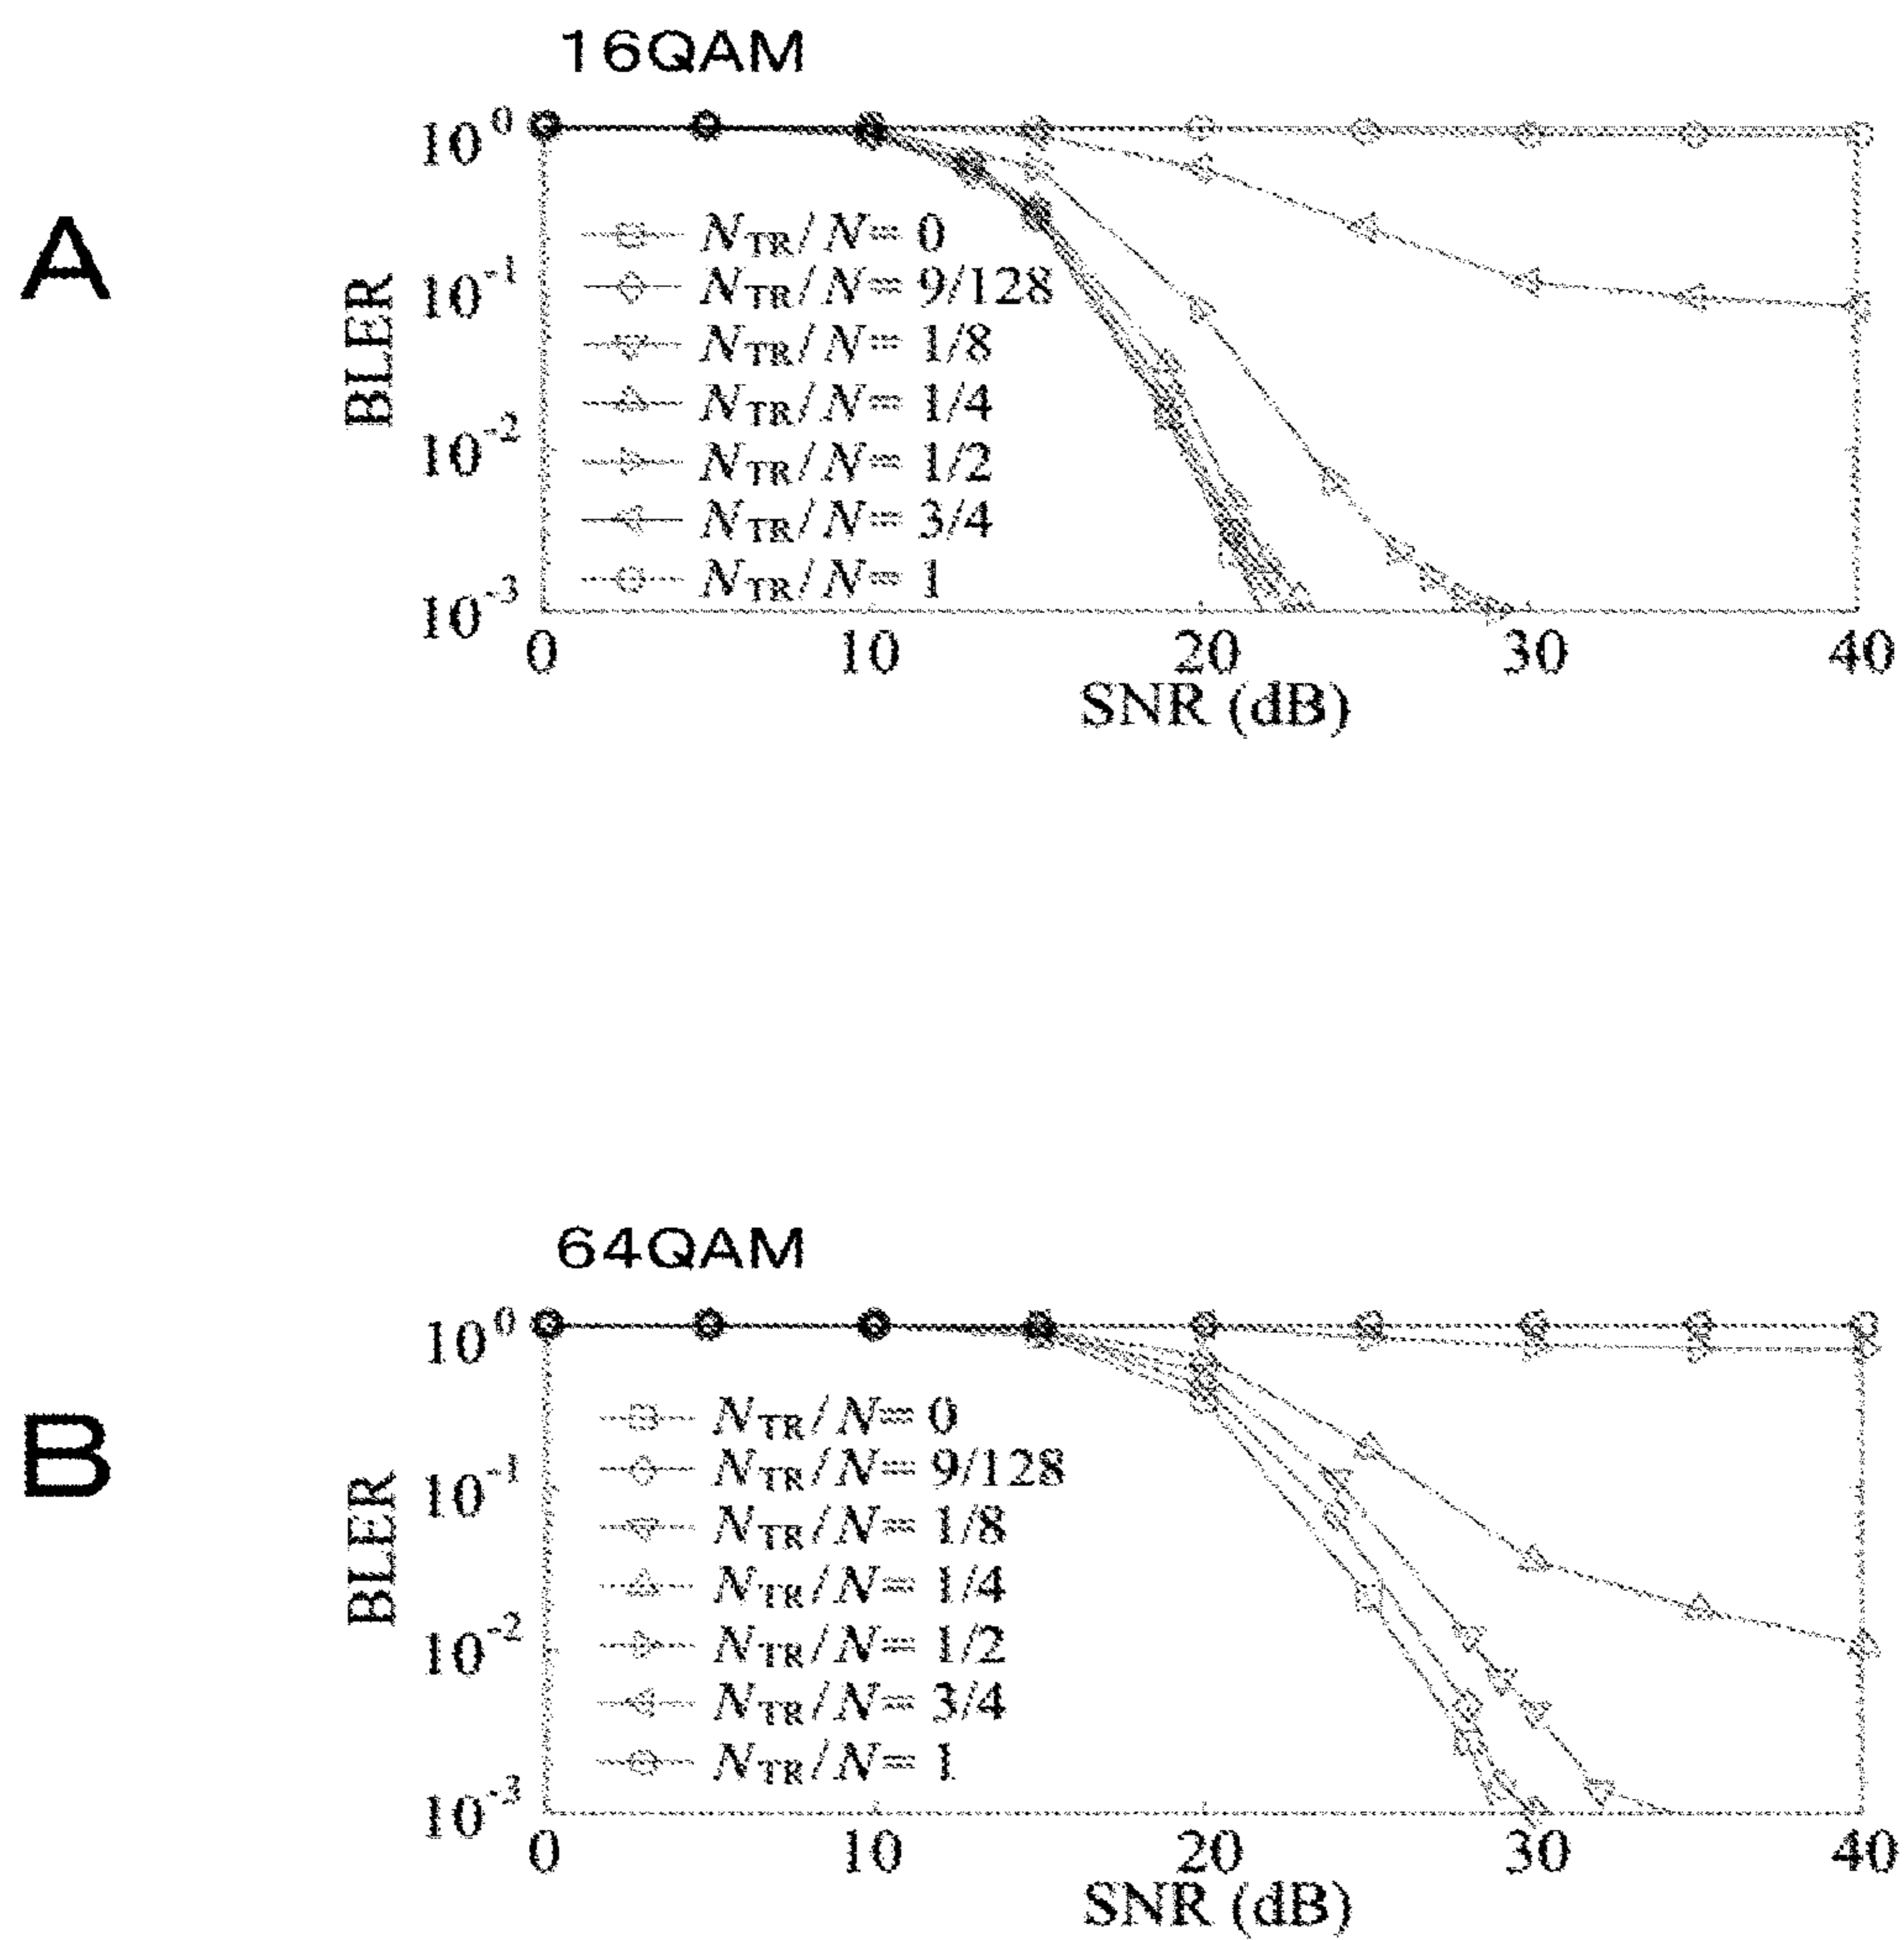 16QAM
A
BLER
10^0
10^-1
10^-2
10^-3
N_TR/N= 0
N_TR/N= 9/128
N_TR/N= 1/8
N_TR/N= 1/4
N_TR/N= 1/2
N_TR/N= 3/4
N_TR/N= 1
0 10 20 30 40
SNR (dB)
64QAM
B
BLER
10^0
10^-1
10^-2
10^-3
N_TR/N= 0
N_TR/N= 9/128
N_TR/N= 1/8
N_TR/N= 1/4
N_TR/N= 1/2
N_TR/N= 3/4
N_TR/N= 1
0 10 20 30 40
SNR (dB)